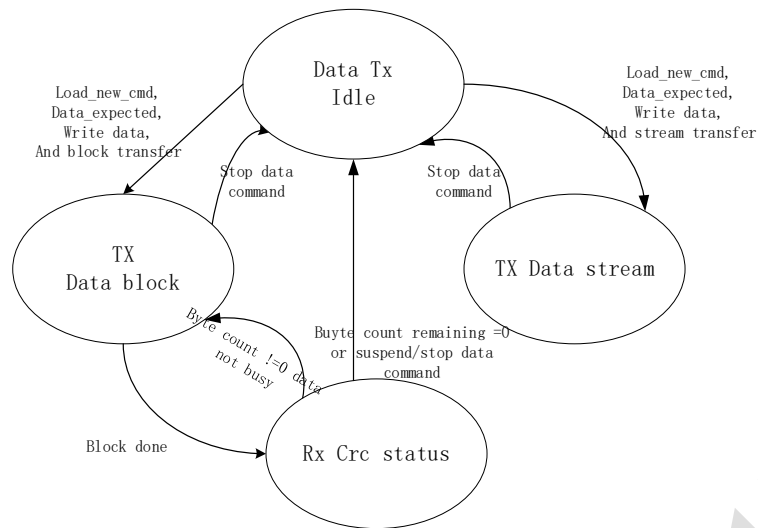 Data Tx
Idle
Load_new_cmd,
Data_expected,
Write data,
And block transfer
Load_new_cmd,
Data_expected,
Write data,
And stream transfer
Stop data
command
Stop data
command
TX
Data block
TX Data stream
Byte count !=0 data
not busy
Buyte count remaining =0
or suspend/stop data
command
Block done
Rx Crc status